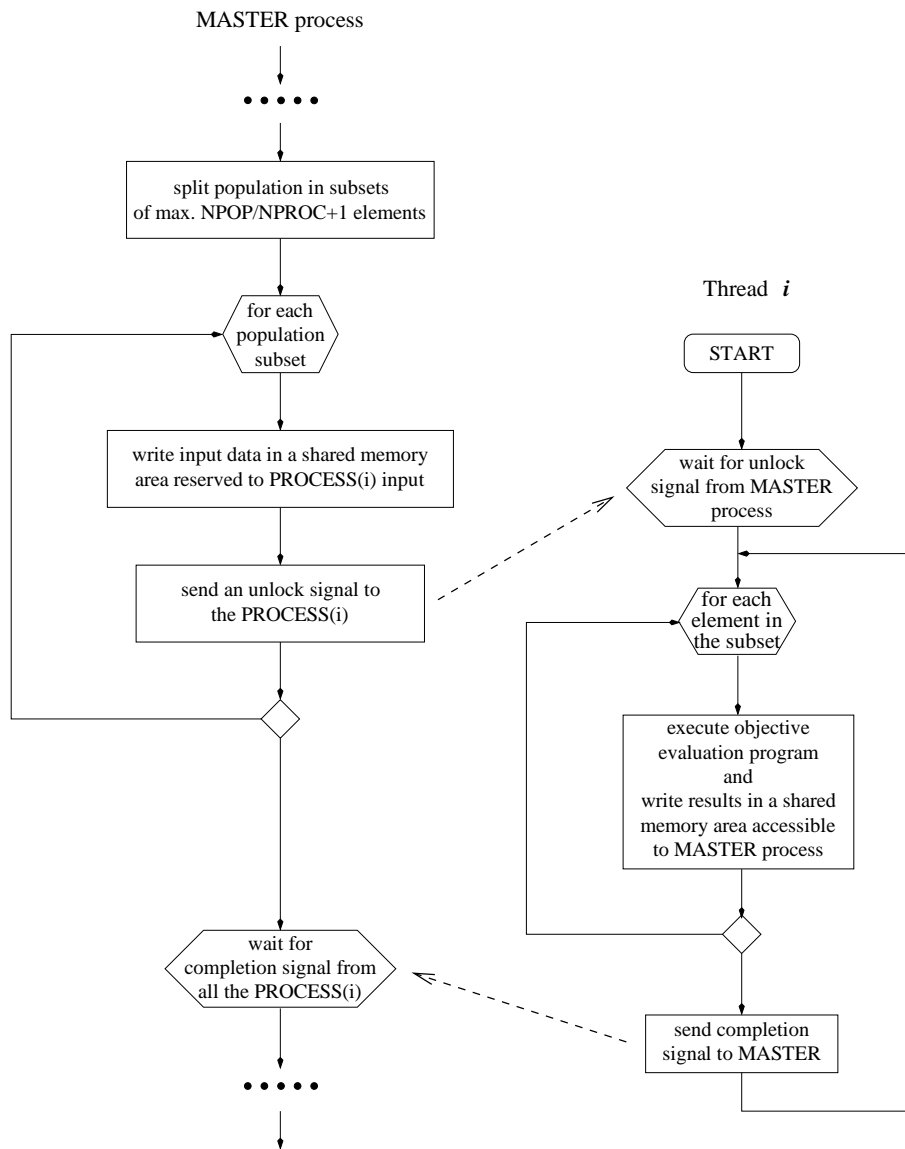 MASTER process
split population in subsets
of max. NPOP/NPROC+1 elements
for each
population
subset
write input data in a shared memory
area reserved to PROCESS(i) input
send an unlock signal to
the PROCESS(i)
wait for
completion signal from
all the PROCESS(i)
Thread i
START
wait for unlock
signal from MASTER
process
for each
element in
the subset
execute objective
evaluation program
and
write results in a shared
memory area accessible
to MASTER process
send completion
signal to MASTER